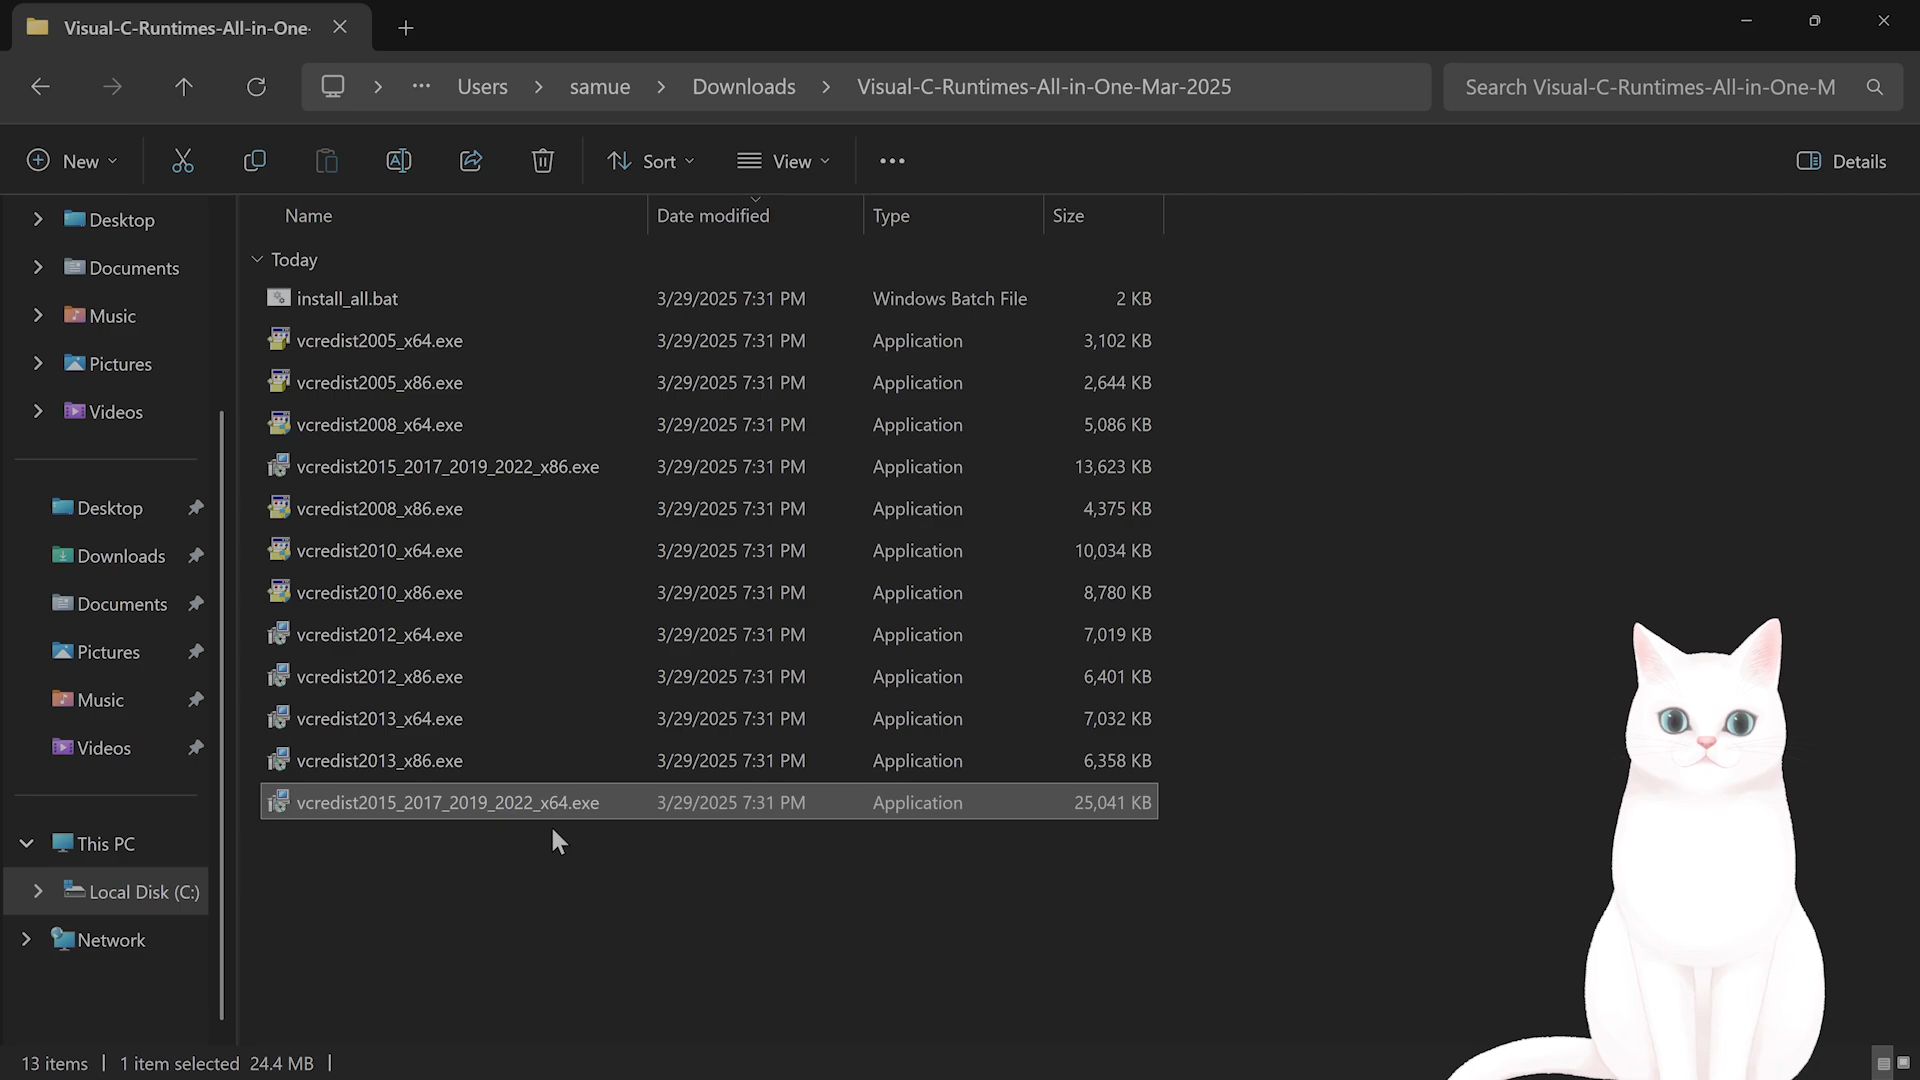 Visual-C-Runtimes-All-in-One-
Users
samue
Downloads
Visual-C-Runtimes-All-in-One-Mar-2025
Search Visual-C-Runtimes-All-in-One-M
New
Sort
View
Details
Name Date modified Type Size
Today
install_all.bat 3/29/2025 7:31 PM Windows Batch File 2 KB
vcredist2005_x64.exe 3/29/2025 7:31 PM Application 3,102 KB
vcredist2005_x86.exe 3/29/2025 7:31 PM Application 2,644 KB
vcredist2008_x64.exe 3/29/2025 7:31 PM Application 5,086 KB
vcredist2015_2017_2019_2022_x86.exe 3/29/2025 7:31 PM Application 13,623 KB
vcredist2008_x86.exe 3/29/2025 7:31 PM Application 4,375 KB
vcredist2010_x64.exe 3/29/2025 7:31 PM Application 10,034 KB
vcredist2010_x86.exe 3/29/2025 7:31 PM Application 8,780 KB
vcredist2012_x64.exe 3/29/2025 7:31 PM Application 7,019 KB
vcredist2012_x86.exe 3/29/2025 7:31 PM Application 6,401 KB
vcredist2013_x64.exe 3/29/2025 7:31 PM Application 7,032 KB
vcredist2013_x86.exe 3/29/2025 7:31 PM Application 6,358 KB
vcredist2015_2017_2019_2022_x64.exe 3/29/2025 7:31 PM Application 25,041 KB
Desktop
Documents
Music
Pictures
Videos
Desktop
Downloads
Documents
Pictures
Music
Videos
This PC
Local Disk (C:)
Network
13 items
1 item selected 24.4 MB